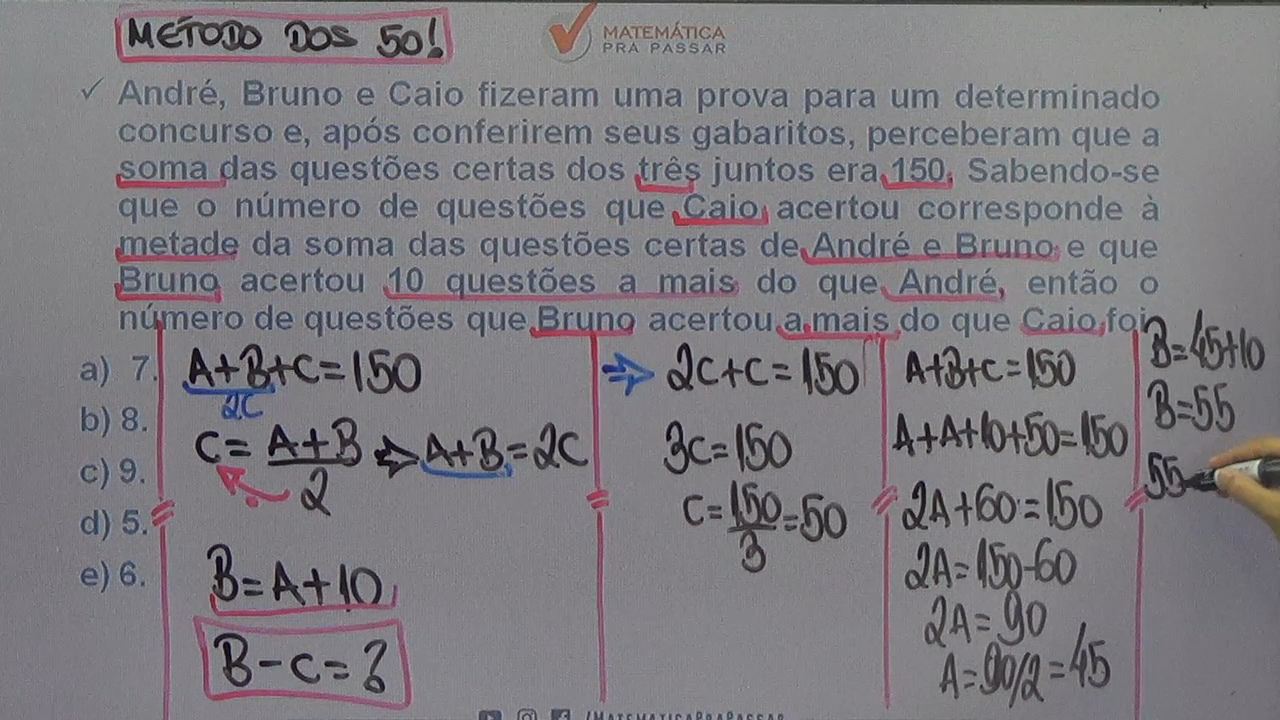 MÉTODO DOS 50!
MATEMÁTICA
PRA PASSAR
✓ André, Bruno e Caio fizeram uma prova para um determinado
concurso e, após conferirem seus gabaritos, perceberam que a
soma das questões certas dos três juntos era 150. Sabendo-se
que o número de questões que Caio acertou corresponde à
metade da soma das questões certas de André e Bruno e que
Bruno acertou 10 questões a mais do que André, então o
número de questões que Bruno acertou a mais do que Caio foi
a) 7.
b) 8.
c) 9.
d) 5.
e) 6.
A+B+C=150
2C
C=A+B/2 ⇒ A+B=2C
B=A+10
B-C=?
⇒ 2C+C=150
3C=150
C=150/3=50
A+B+C=150
A+A+10+50=150
2A+60=150
2A=150-60
2A=90
A=90/2=45
B=45+10
B=55
55-
/MATEMATICAPRAPASSAR